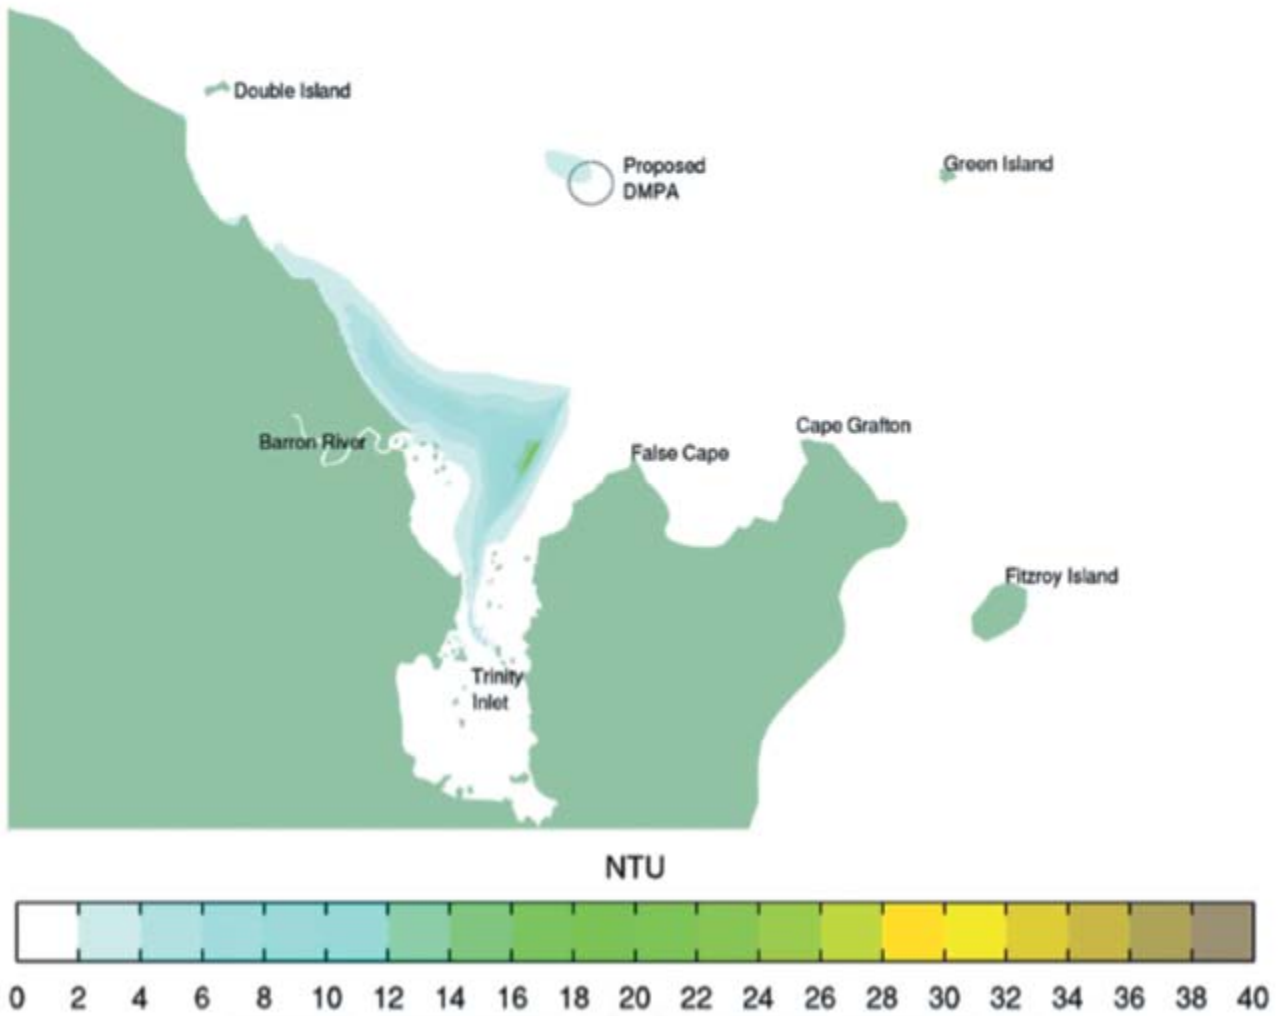 Double Island
Proposed
DMPA
Green Island
Barron River
False Cape
Cape Grafton
Fitzroy Island
Trinity
Inlet
NTU
0 2 4 6 8 10 12 14 16 18 20 22 24 26 28 30 32 34 36 38 40